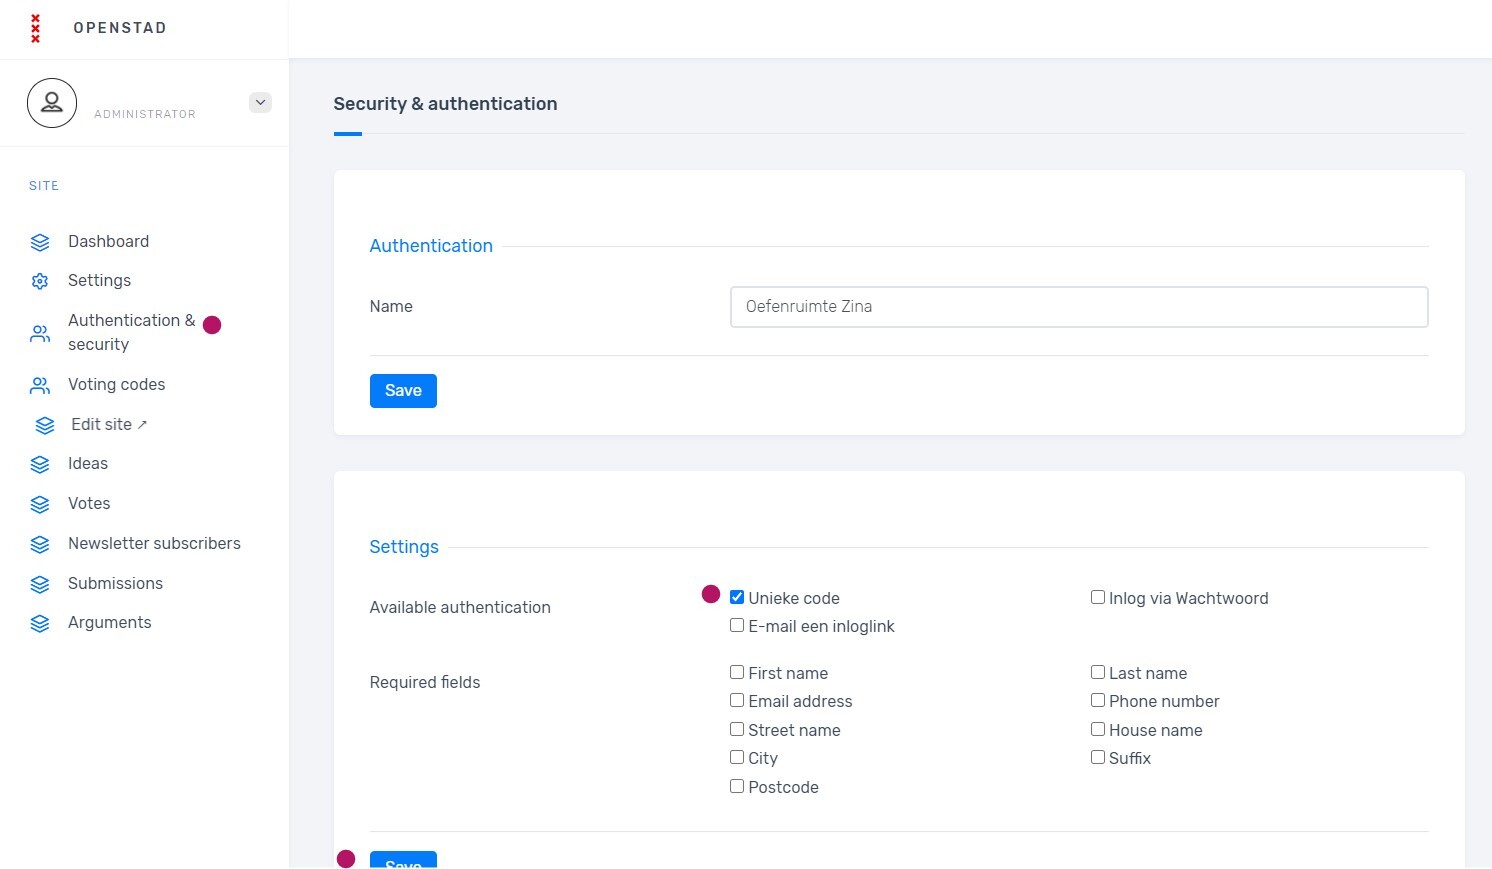 OPENSTAD
ADMINISTRATOR
SITE
Dashboard
Settings
Authentication &
security
Voting codes
Edit site ↗
Ideas
Votes
Newsletter subscribers
Submissions
Arguments
Security & authentication
Authentication
Name
Oefenruimte Zina
Save
Settings
Available authentication
Unieke code
Inlog via Wachtwoord
E-mail een inloglink
Required fields
First name
Last name
Email address
Phone number
Street name
House name
City
Suffix
Postcode
Save